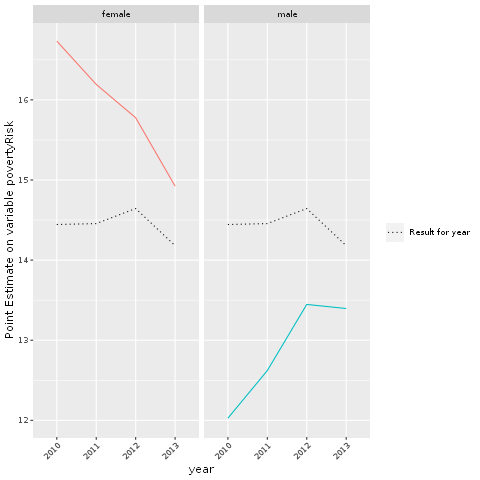 female
male
Point Estimate on variable povertyRisk
16
15
14
13
12
2010
2011
2012
2013
2010
2011
2012
2013
year
Result for year